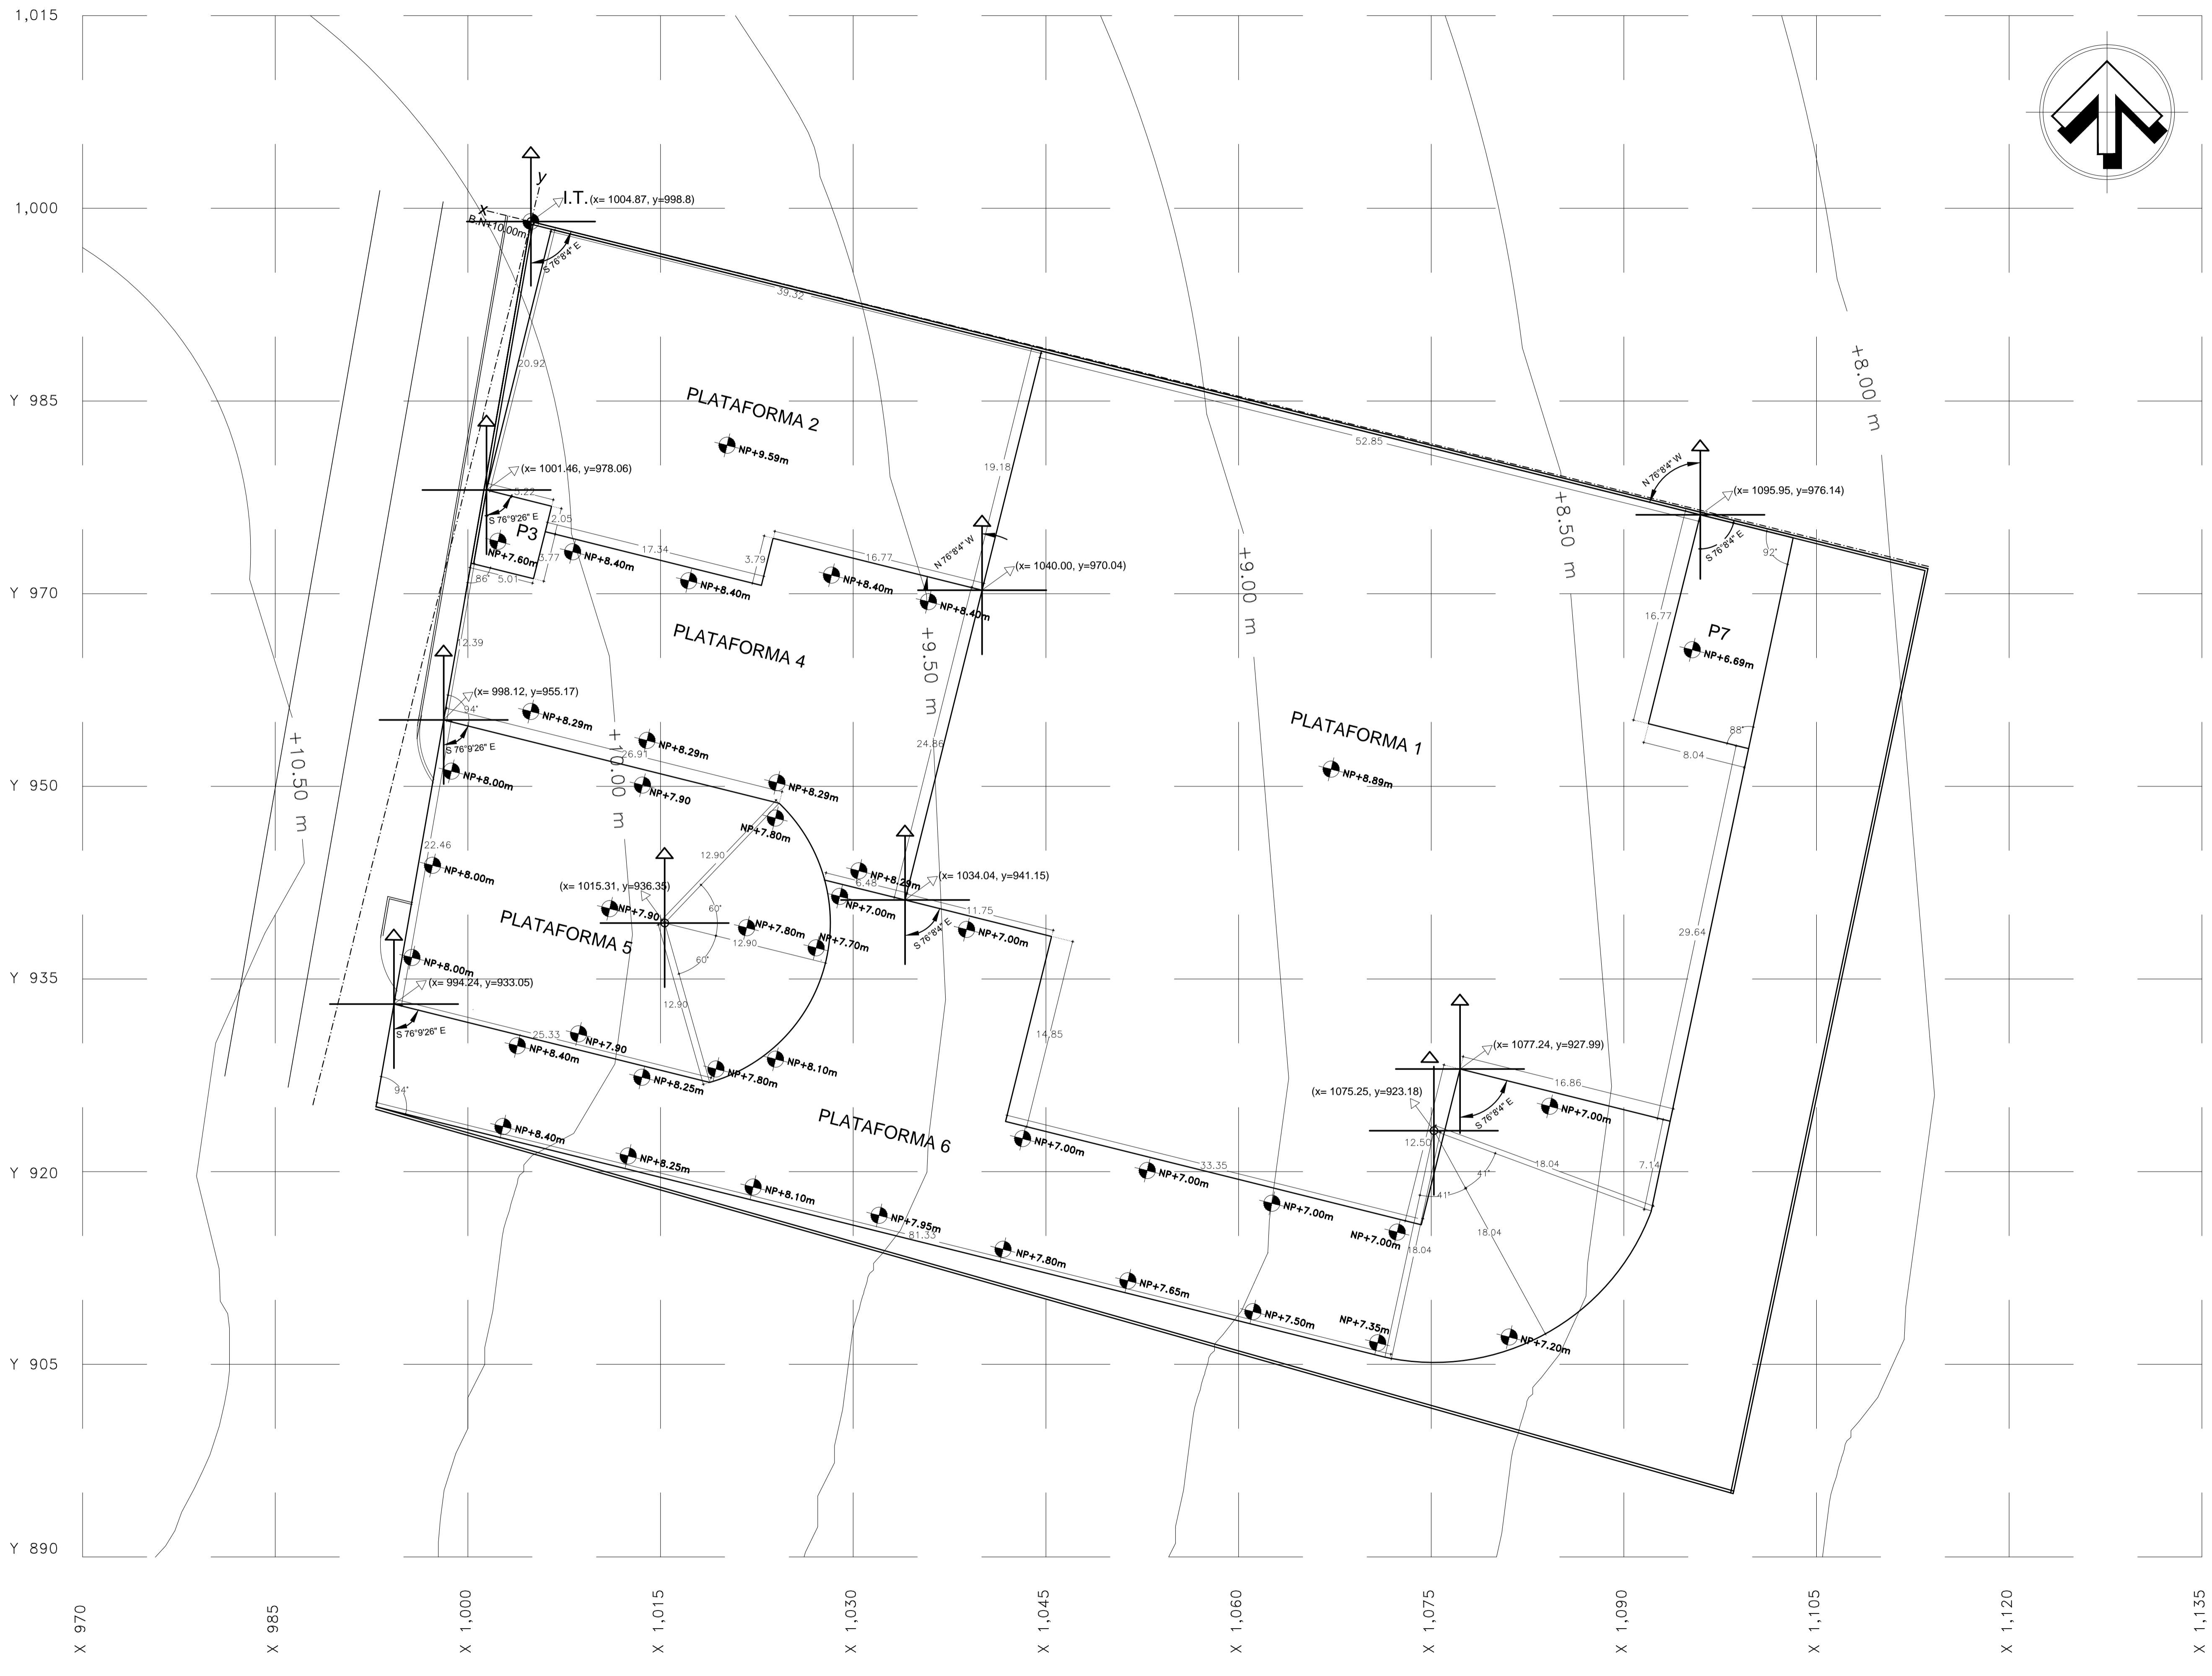 1,015
1,000
Y 985
Y 970
Y 950
Y 935
Y 920
Y 905
Y 890
X 970
X 985
X 1,000
X 1,015
X 1,030
X 1,045
X 1,060
X 1,075
X 1,090
X 1,105
X 1,120
X 1,135
y
x
I.T. (x= 1004.87, y=998.8)
B.N+10.00m
S 76°8'4" E
39.32
20.92
PLATAFORMA 2
NP+9.59m
19.18
52.85
+8.00 m
+8.50 m
+9.00 m
+9.50 m
+10.00 m
+10.50 m
N 76°8'4" W
(x= 1095.95, y=976.14)
S 76°8'4" E
92°
(x= 1001.46, y=978.06)
5.22
S 76°9'26" E
P3
2.05
NP+7.60m
3.77
86°
5.01
NP+8.40m
17.34
NP+8.40m
3.79
16.77
NP+8.40m
N 76°8'4" W
(x= 1040.00, y=970.04)
NP+8.40m
16.77
P7
NP+6.69m
88°
8.04
PLATAFORMA 4
12.39
(x= 998.12, y=955.17)
94°
S 76°9'26" E
NP+8.29m
NP+8.29m
26.91
NP+8.29m
NP+8.00m
NP+7.90
NP+7.80m
24.86
PLATAFORMA 1
NP+8.89m
22.46
NP+8.00m
12.90
(x= 1015.31, y=936.35)
NP+7.90
60°
NP+7.80m
12.90
NP+7.70m
60°
12.90
PLATAFORMA 5
NP+8.29m
6.48
NP+7.00m
(x= 1034.04, y=941.15)
11.75
S 76°8'4" E
NP+7.00m
29.64
NP+8.00m
(x= 994.24, y=933.05)
S 76°9'26" E
25.33
NP+7.90
NP+8.40m
NP+8.25m
NP+7.80m
NP+8.10m
14.85
94°
PLATAFORMA 6
(x= 1077.24, y=927.99)
16.86
NP+7.00m
S 76°8'4" E
(x= 1075.25, y=923.18)
12.50
18.04
7.14
41°
41°
18.04
18.04
NP+7.00m
33.35
NP+7.00m
NP+7.00m
NP+7.00m
NP+8.40m
NP+8.25m
NP+8.10m
NP+7.95m
81.33
NP+7.80m
NP+7.65m
NP+7.50m
NP+7.35m
NP+7.20m